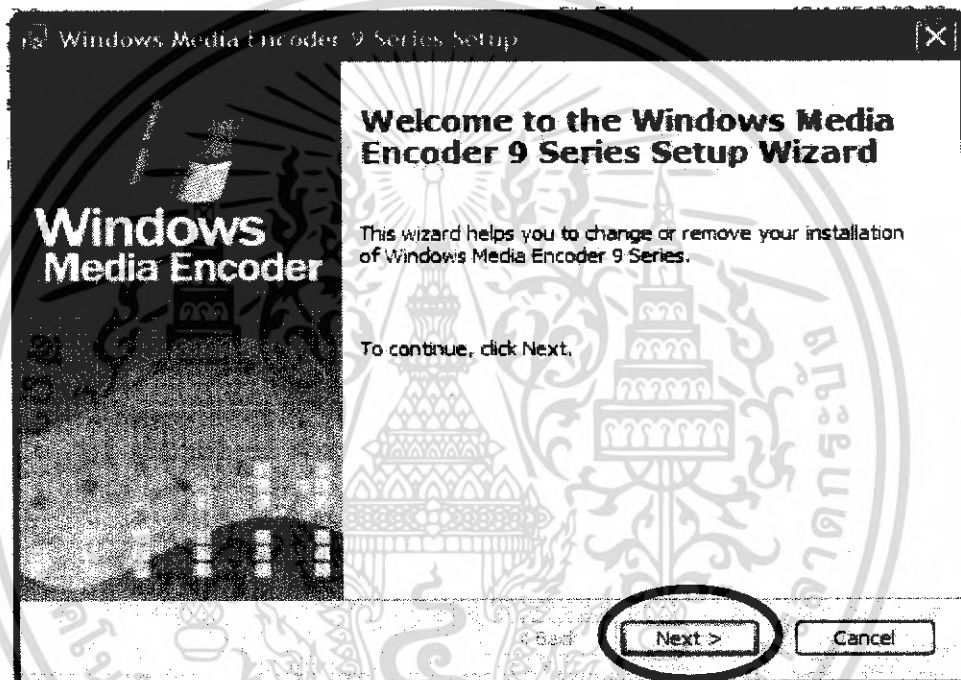 Windows Media Encoder 9 Series Setup
Windows
Media Encoder
Welcome to the Windows Media
Encoder 9 Series Setup Wizard
This wizard helps you to change or remove your installation
of Windows Media Encoder 9 Series.
To continue, click Next.
< Back
Next >
Cancel